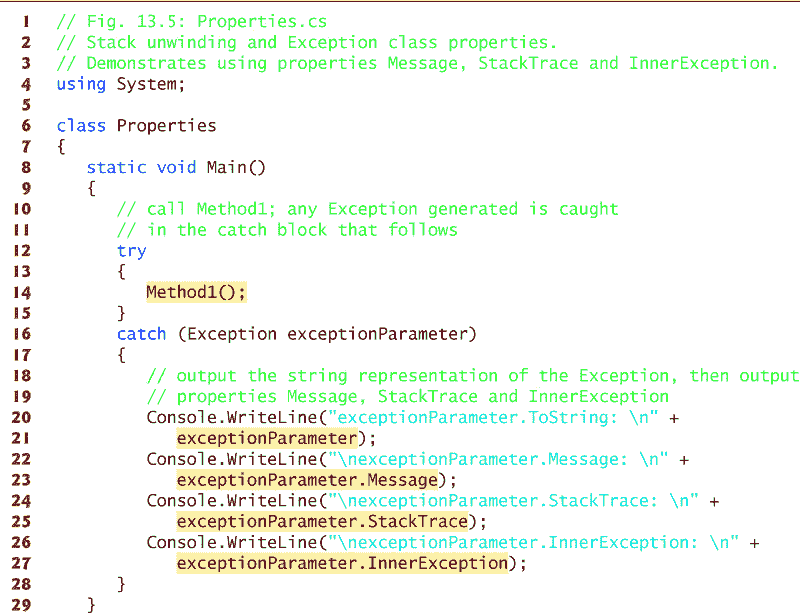 1 // Fig. 13.5: Properties.cs
2 // Stack unwinding and Exception class properties.
3 // Demonstrates using properties Message, StackTrace and InnerException.
4 using System;
5
6 class Properties
7 {
8 static void Main()
9 {
10 // call Method1; any Exception generated is caught
11 // in the catch block that follows
12 try
13 {
14 Method1();
15 }
16 catch (Exception exceptionParameter)
17 {
18 // output the string representation of the Exception, then output
19 // properties Message, StackTrace and InnerException
20 Console.WriteLine("exceptionParameter.ToString: \n" +
21 exceptionParameter);
22 Console.WriteLine("\nexceptionParameter.Message: \n" +
23 exceptionParameter.Message);
24 Console.WriteLine("\nexceptionParameter.StackTrace: \n" +
25 exceptionParameter.StackTrace);
26 Console.WriteLine("\nexceptionParameter.InnerException: \n" +
27 exceptionParameter.InnerException);
28 }
29 }